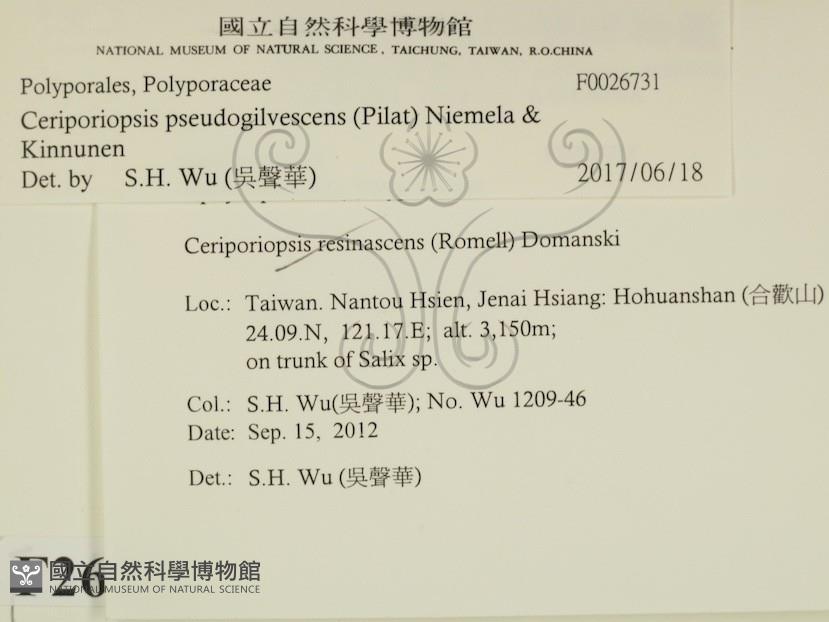 國立自然科學博物館
NATIONAL MUSEUM OF NATURAL SCIENCE, TAICHUNG, TAIWAN, R.O.CHINA
Polyporales, Polyporaceae F0026731
Ceriporiopsis pseudogilvescens (Pilat) Niemela &
Kinnunen
Det. by S.H. Wu (吳聲華) 2017/06/18
Ceriporiopsis resinascens (Romell) Domanski
Loc.: Taiwan. Nantou Hsien, Jenai Hsiang: Hohuanshan (合歡山)
24.09.N, 121.17.E; alt. 3,150m;
on trunk of Salix sp.
Col.: S.H. Wu(吳聲華); No. Wu 1209-46
Date: Sep. 15, 2012
Det.: S.H. Wu (吳聲華)
F26
國立自然科學博物館
NATIONAL MUSEUM OF NATURAL SCIENCE